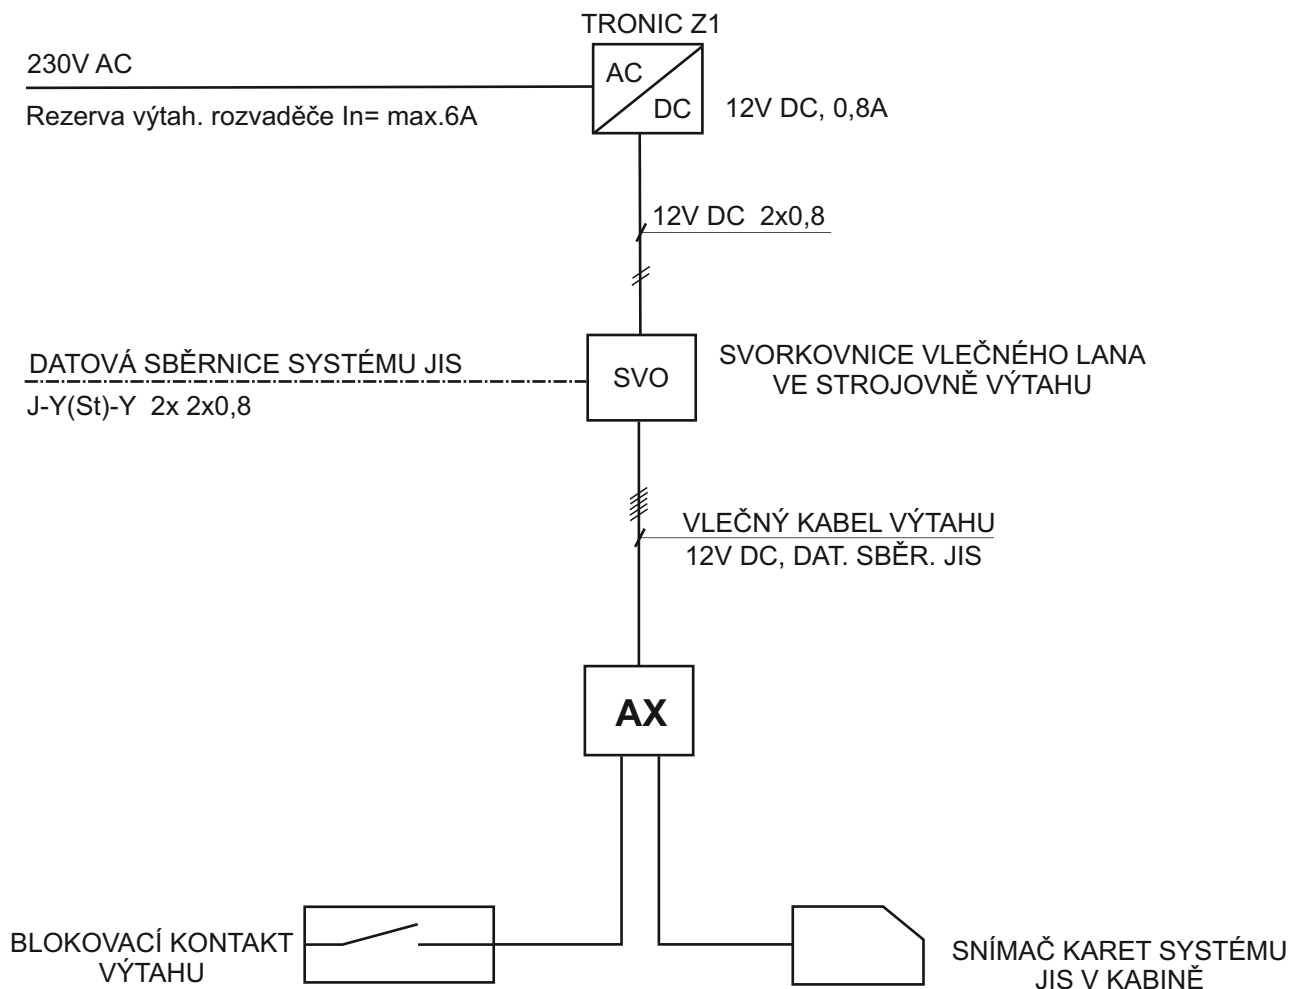 TRONIC Z1
230V AC
AC
DC
12V DC, 0,8A
Rezerva výtah. rozvaděče In= max.6A
12V DC  2x0,8
DATOVÁ SBĚRNICE SYSTÉMU JIS
J-Y(St)-Y  2x 2x0,8
SVO
SVORKOVNICE VLEČNÉHO LANA
VE STROJOVNĚ VÝTAHU
VLEČNÝ KABEL VÝTAHU
12V DC, DAT. SBĚR. JIS
AX
BLOKOVACÍ KONTAKT
VÝTAHU
SNÍMAČ KARET SYSTÉMU
JIS V KABINĚ